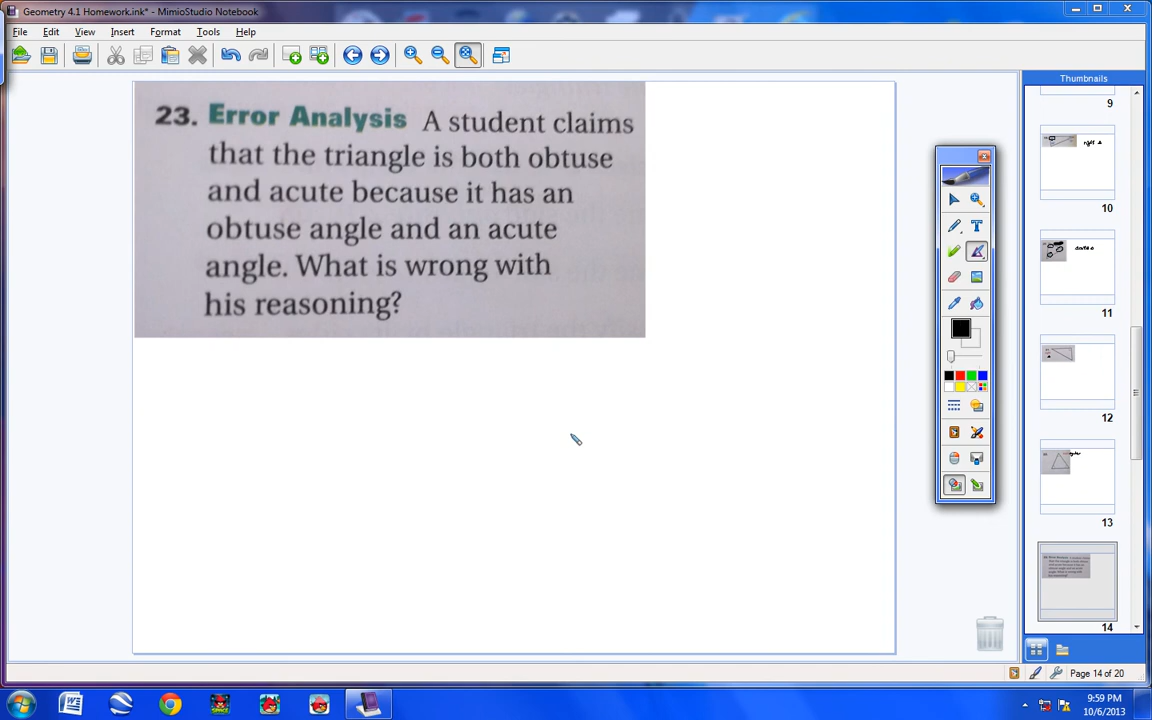 Geometry 4.1 Homework.ink* - MimioStudio Notebook
File Edit View Insert Format Tools Help
Thumbnails
23. Error Analysis A student claims
that the triangle is both obtuse
and acute because it has an
obtuse angle and an acute
angle. What is wrong with
his reasoning?
9
10
11
12
13
14
Page 14 of 20
9:59 PM
10/6/2013